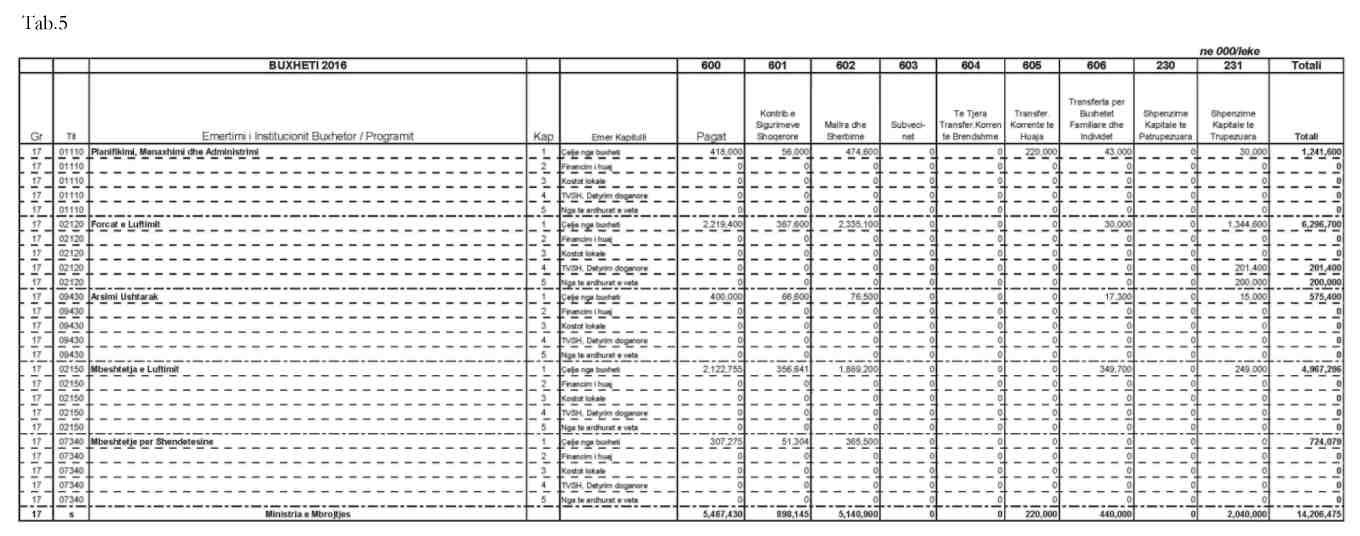 Tab.5
ne 000/leke
BUXHETI 2016 600 601 602 603 604 605 606 230 231 Totali
Gr Tit Emertimi i Institucionit Buxhetor / Programit Kap Emer Kapitulli Pagat Kontrib.e Sigurimeve Shoqerore Mallra dhe Sherbime Subveci-net Te Tjera Transfer.Korren te Brendshme Transfer. Korrente te Huaja Transferta per Buxhetet Familiare dhe Individet Shpenzime Kapitale te Patrupezuara Shpenzime Kapitale te Trupezuara Totali
17 01110 Planifikimi, Menaxhimi dhe Administrimi 1 Çelje nga buxheti 418,000 56,000 474,600 0 0 220,000 43,000 0 30,000 1,241,600
17 01110 2 Financim i huaj 0 0 0 0 0 0 0 0 0 0
17 01110 3 Kostot lokale 0 0 0 0 0 0 0 0 0 0
17 01110 4 TVSH, Detyrim doganore 0 0 0 0 0 0 0 0 0 0
17 01110 5 Nga te ardhurat e veta 0 0 0 0 0 0 0 0 0 0
17 02120 Forcat e Luftimit 1 Çelje nga buxheti 2,219,400 367,600 2,335,100 0 0 0 30,000 0 1,344,600 6,296,700
17 02120 2 Financim i huaj 0 0 0 0 0 0 0 0 0 0
17 02120 3 Kostot lokale 0 0 0 0 0 0 0 0 0 0
17 02120 4 TVSH, Detyrim doganore 0 0 0 0 0 0 0 0 201,400 201,400
17 02120 5 Nga te ardhurat e veta 0 0 0 0 0 0 0 0 200,000 200,000
17 09430 Arsimi Ushtarak 1 Çelje nga buxheti 400,000 66,600 76,500 0 0 0 17,300 0 15,000 575,400
17 09430 2 Financim i huaj 0 0 0 0 0 0 0 0 0 0
17 09430 3 Kostot lokale 0 0 0 0 0 0 0 0 0 0
17 09430 4 TVSH, Detyrim doganore 0 0 0 0 0 0 0 0 0 0
17 09430 5 Nga te ardhurat e veta 0 0 0 0 0 0 0 0 0 0
17 02150 Mbeshtetja e Luftimit 1 Çelje nga buxheti 2,122,755 356,641 1,889,200 0 0 0 349,700 0 249,000 4,967,296
17 02150 2 Financim i huaj 0 0 0 0 0 0 0 0 0 0
17 02150 3 Kostot lokale 0 0 0 0 0 0 0 0 0 0
17 02150 4 TVSH, Detyrim doganore 0 0 0 0 0 0 0 0 0 0
17 02150 5 Nga te ardhurat e veta 0 0 0 0 0 0 0 0 0 0
17 07340 Mbeshtetje per Shendetesine 1 Çelje nga buxheti 307,275 51,304 365,500 0 0 0 0 0 0 724,079
17 07340 2 Financim i huaj 0 0 0 0 0 0 0 0 0 0
17 07340 3 Kostot lokale 0 0 0 0 0 0 0 0 0 0
17 07340 4 TVSH, Detyrim doganore 0 0 0 0 0 0 0 0 0 0
17 07340 5 Nga te ardhurat e veta 0 0 0 0 0 0 0 0 0 0
17 s Ministria e Mbrojtjes 5,467,430 898,145 5,140,900 0 0 220,000 440,000 0 2,040,000 14,206,475